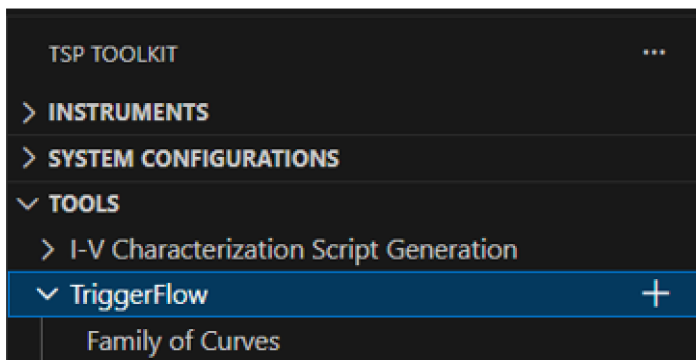 TSP TOOLKIT
INSTRUMENTS
SYSTEM CONFIGURATIONS
TOOLS
I-V Characterization Script Generation
TriggerFlow
Family of Curves